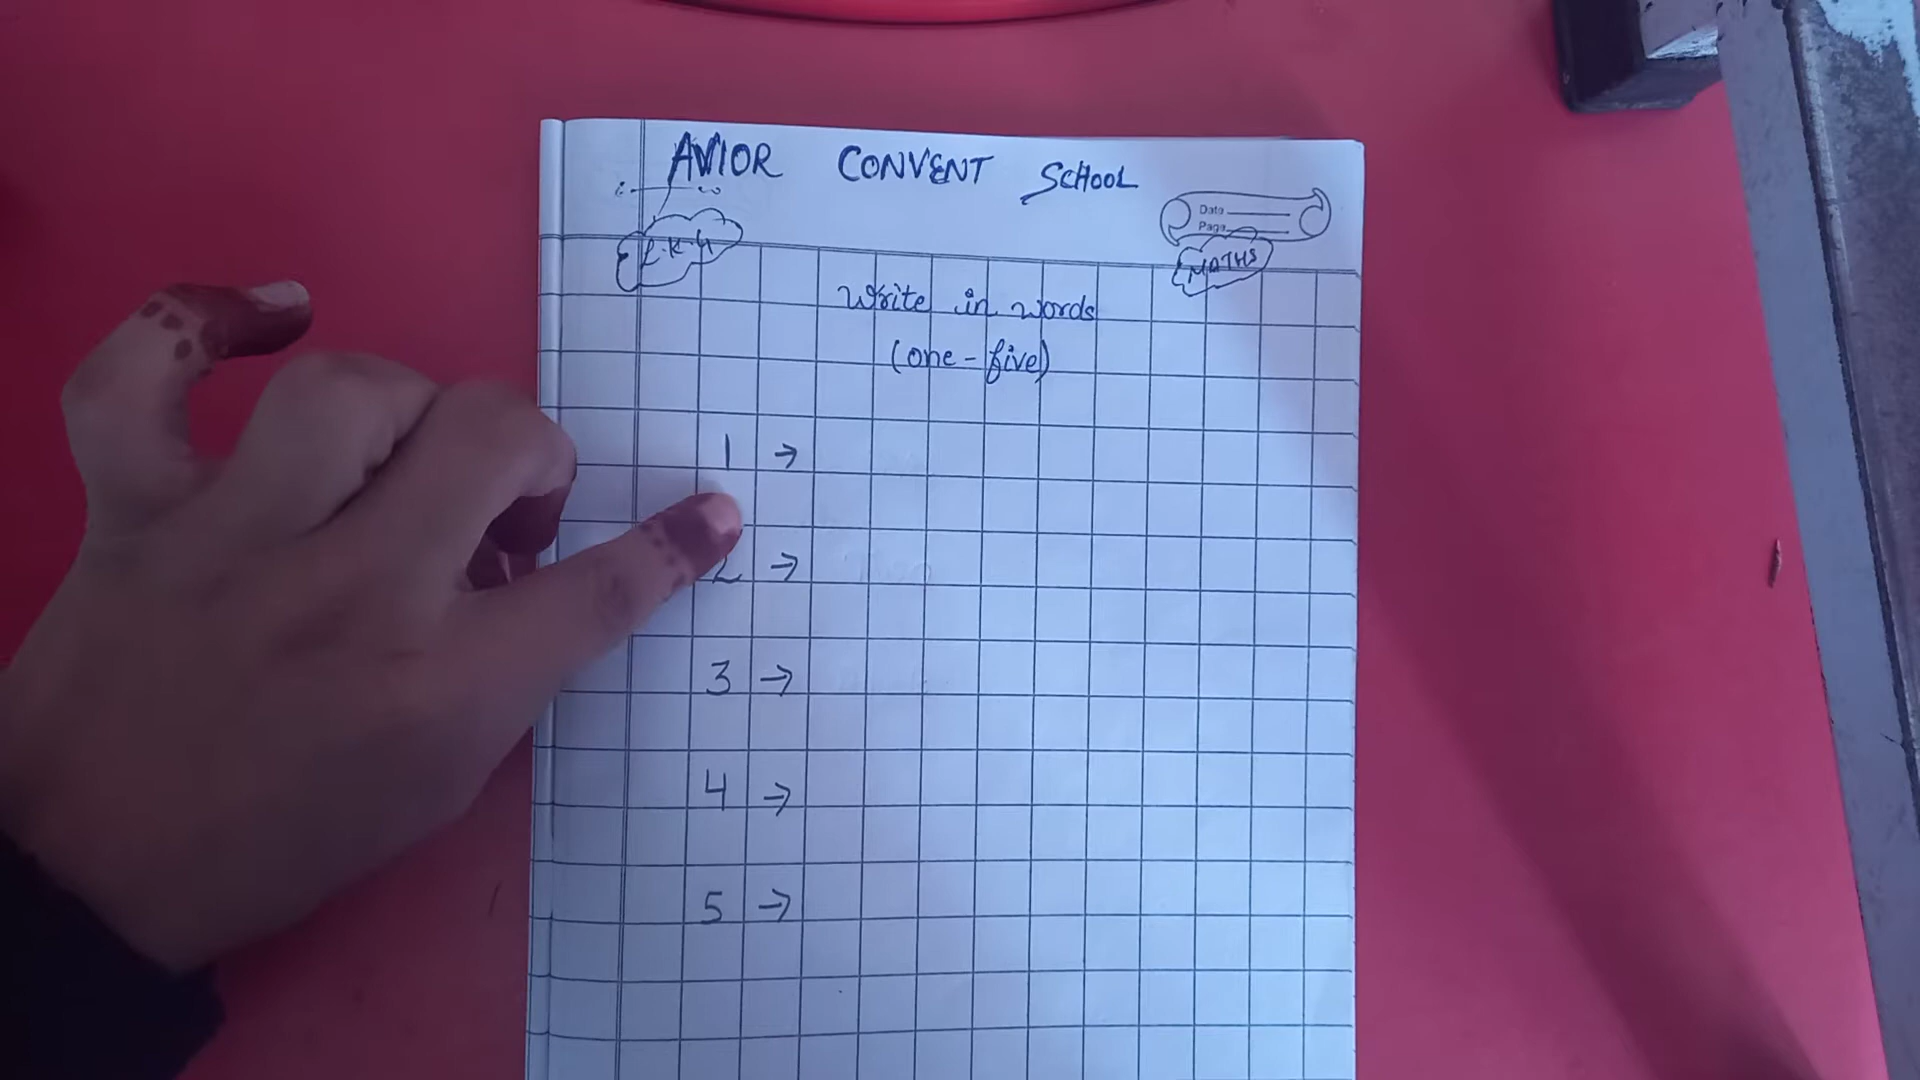 AVIOR CONVENT SCHOOL
L.K.G
Date
Page
MATHS
Write in words
(one - five)
1 →
2 →
3 →
4 →
5 →